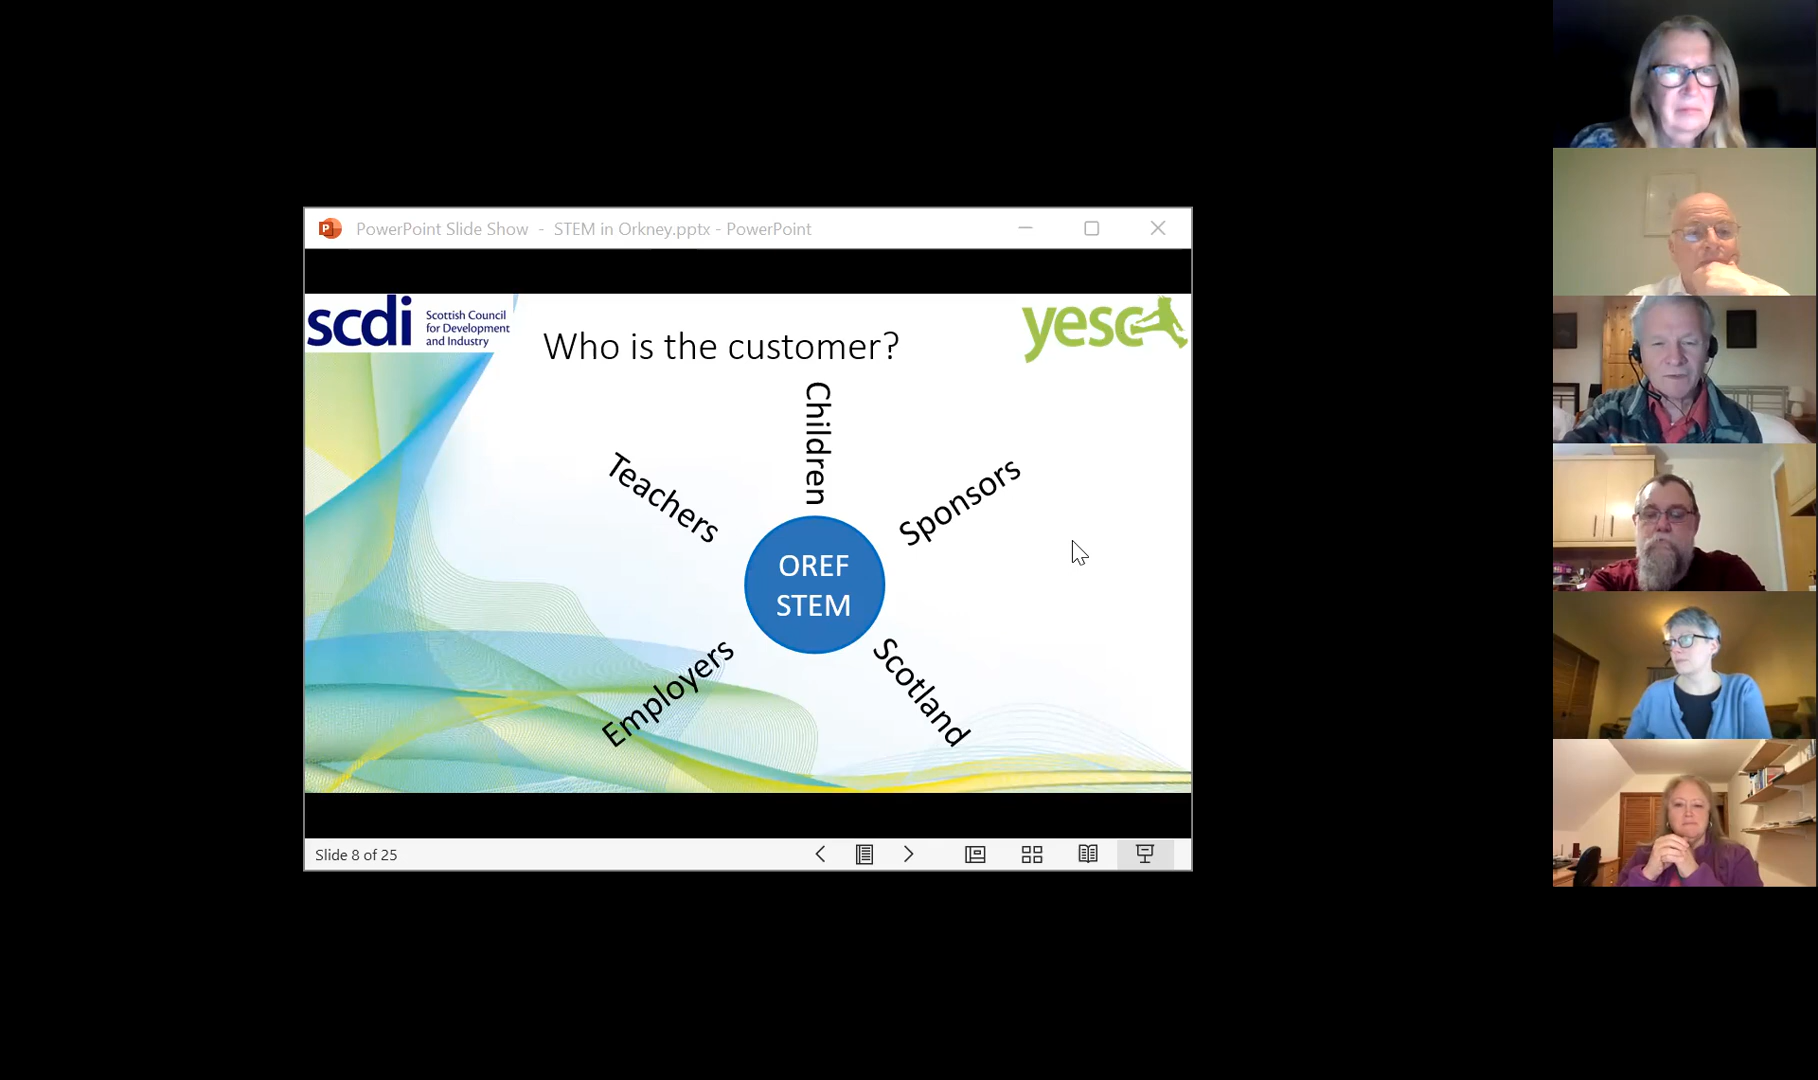 PowerPoint Slide Show - STEM in Orkney.pptx - PowerPoint
scdi
Scottish Council
for Development
and Industry
yesc
Who is the customer?
Children
Teachers
Sponsors
OREF
STEM
Employers
Scotland
Slide 8 of 25